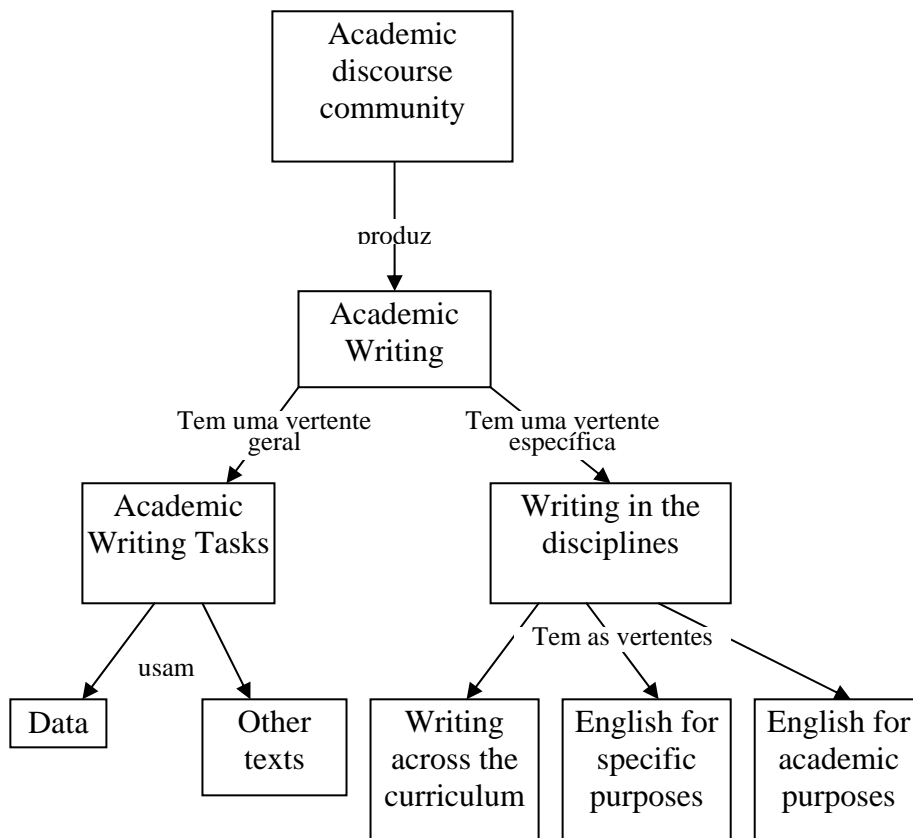 Academic
discourse
community
produz
Academic
Writing
Tem uma vertente
geral
Tem uma vertente
específica
Academic
Writing Tasks
Writing in the
disciplines
usam
Tem as vertentes
Data
Other
texts
Writing
across the
curriculum
English for
specific
purposes
English for
academic
purposes